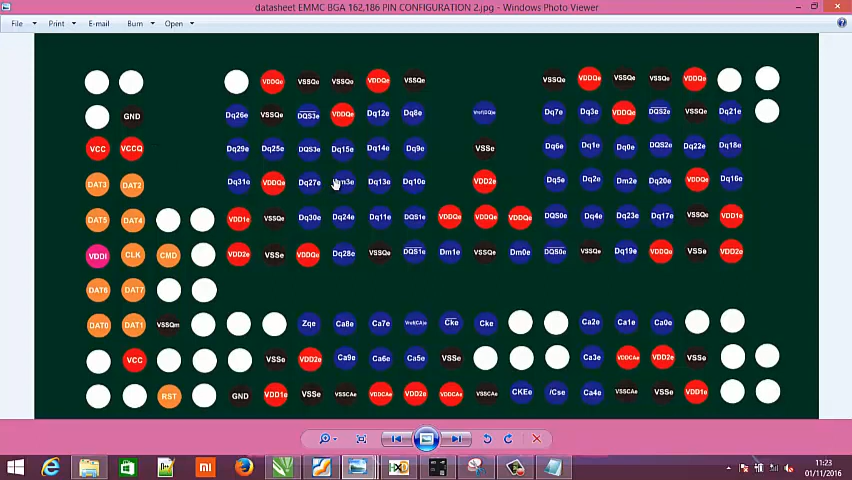 datasheet EMMC BGA 162,186 PIN CONFIGURATION 2.jpg - Windows Photo Viewer
File Print E-mail Burn Open
VDDQe VSSQe VSSQe VDDQe VSSQe VSSQe VDDQe VSSQe VSSQe VDDQe
GND Dq26e VSSQe DQS3e VDDQe Dq12e Dq8e Vref(DQ)e Dq7e Dq3e VDDQe DQS2e VSSQe Dq21e
VCC VCCQ Dq29e Dq25e DQS3e Dq15e Dq14e Dq9e VSSe Dq6e Dq1e Dq0e DQS2e Dq22e Dq18e
DAT3 DAT2 Dq31e VDDQe Dq27e Dq13e Dq10e VDD2e Dq5e Dq2e Dm2e Dq20e VDDQe Dq16e
DAT5 DAT4 VDD1e VSSQe Dq30e Dq24e Dq11e DQS1e VDDQe VDDQe VDDQe DQS0e Dq4e Dq23e Dq17e VSSQe VDD1e
VDDI CLK CMD VDD2e VSSe VDDQe Dq28e VSSQe DQS1e Dm1e VSSQe Dm0e DQS0e VSSQe Dq19e VDDQe VSSe VDD2e
DAT6 DAT7
DAT0 DAT1 VSSQm Zqe Ca8e Ca7e Vref(CA)e Cke Cke Ca2e Ca1e Ca0e
VCC VSSe VDD2e Ca9e Ca6e Ca5e VSSe Ca3e VDDCAe VDD2e VSSe
RST GND VDD1e VSSe VSSCAe VDDCAe VDD2e VDDCAe VSSCAe CKEe /Cse Ca4e VSSCAe VSSe VDD1e
11:23
01/11/2016